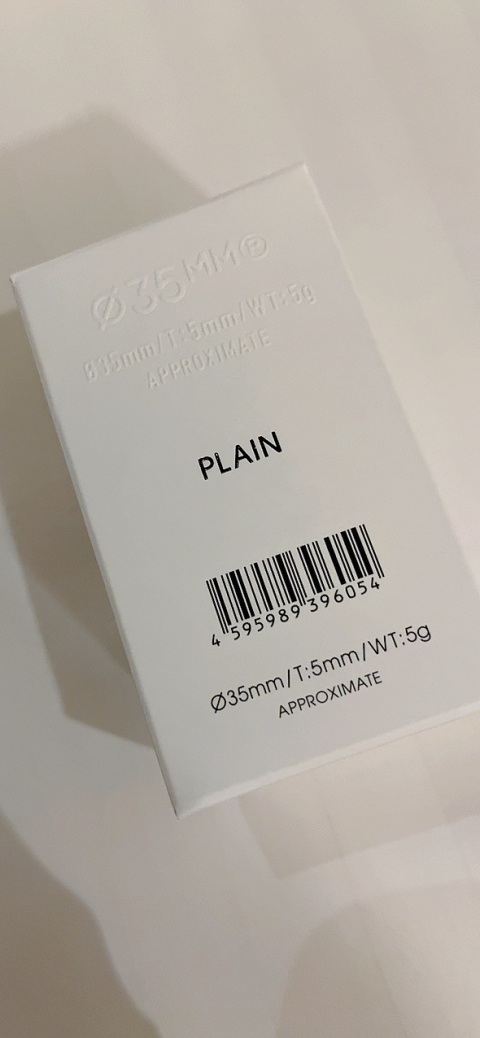 Ø35MM®
Ø35mm/T:5mm/WT:5g
APPROXIMATE
PLAIN
4 595989 396054
Ø35mm/T:5mm/WT:5g
APPROXIMATE